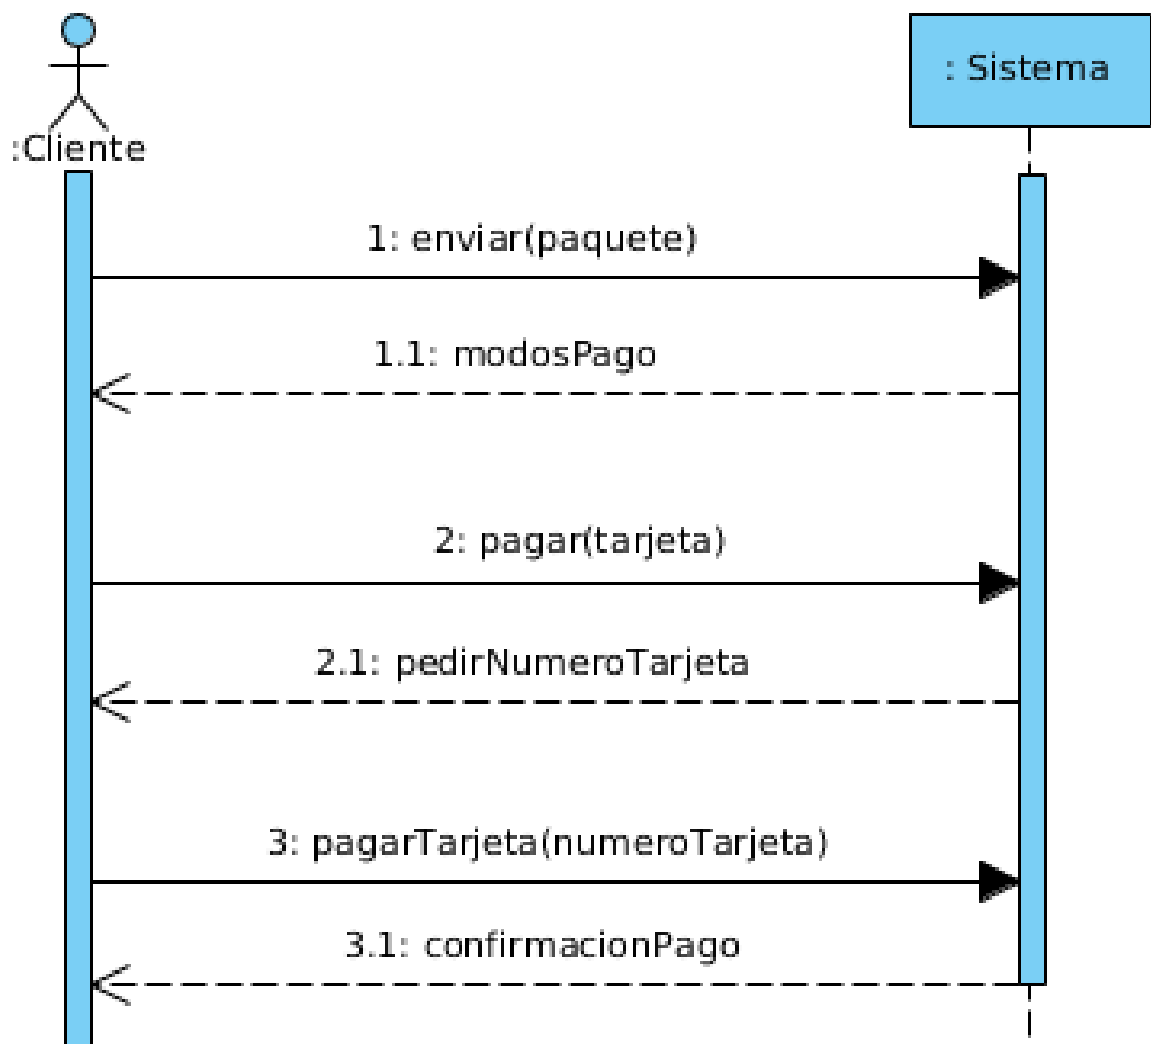 : Sistema
:Cliente
1: enviar(paquete)
1.1: modosPago
2: pagar(tarjeta)
2.1: pedirNumeroTarjeta
3: pagarTarjeta(numeroTarjeta)
3.1: confirmacionPago